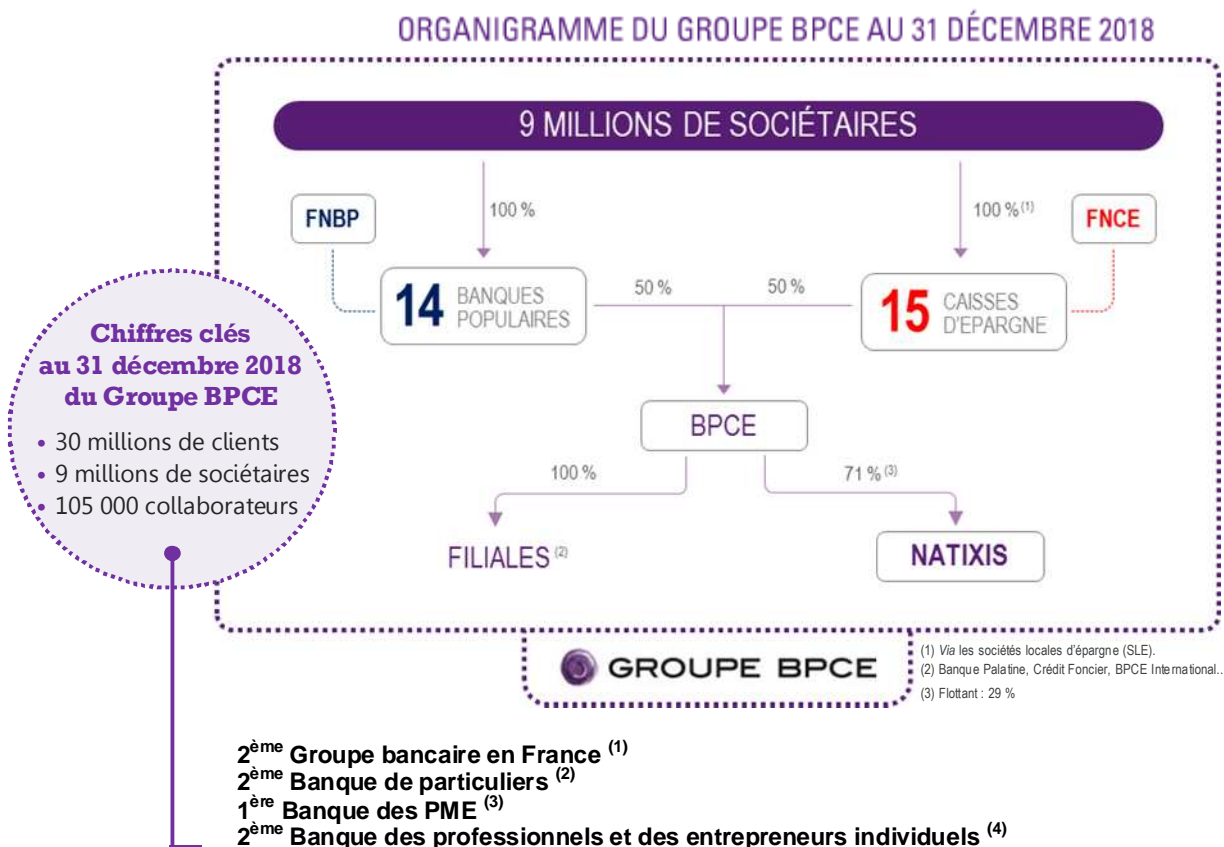 ORGANIGRAMME DU GROUPE BPCE AU 31 DÉCEMBRE 2018
9 MILLIONS DE SOCIÉTAIRES
FNBP
100 %
100 % (1)
FNCE
14 BANQUES POPULAIRES
50 %
50 %
15 CAISSES D'EPARGNE
Chiffres clés
au 31 décembre 2018
du Groupe BPCE
• 30 millions de clients
• 9 millions de sociétaires
• 105 000 collaborateurs
BPCE
100 %
71 % (3)
FILIALES (2)
NATIXIS
GROUPE BPCE
(1) Via les sociétés locales d'épargne (SLE).
(2) Banque Palatine, Crédit Foncier, BPCE International..
(3) Flottant : 29 %
2ème Groupe bancaire en France (1)
2ème Banque de particuliers (2)
1ère Banque des PME (3)
2ème Banque des professionnels et des entrepreneurs individuels (4)